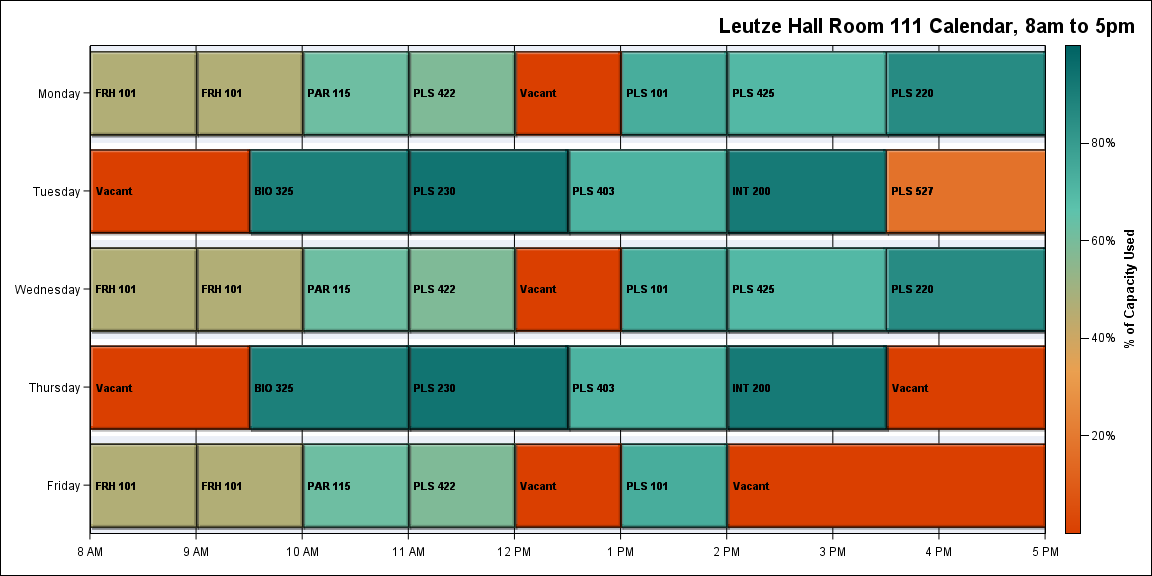 Leutze Hall Room 111 Calendar, 8am to 5pm
Monday
FRH 101
FRH 101
PAR 115
PLS 422
Vacant
PLS 101
PLS 425
PLS 220
Tuesday
Vacant
BIO 325
PLS 230
PLS 403
INT 200
PLS 527
Wednesday
FRH 101
FRH 101
PAR 115
PLS 422
Vacant
PLS 101
PLS 425
PLS 220
Thursday
Vacant
BIO 325
PLS 230
PLS 403
INT 200
Vacant
Friday
FRH 101
FRH 101
PAR 115
PLS 422
Vacant
PLS 101
Vacant
8 AM
9 AM
10 AM
11 AM
12 PM
1 PM
2 PM
3 PM
4 PM
5 PM
80%
60%
40%
20%
% of Capacity Used